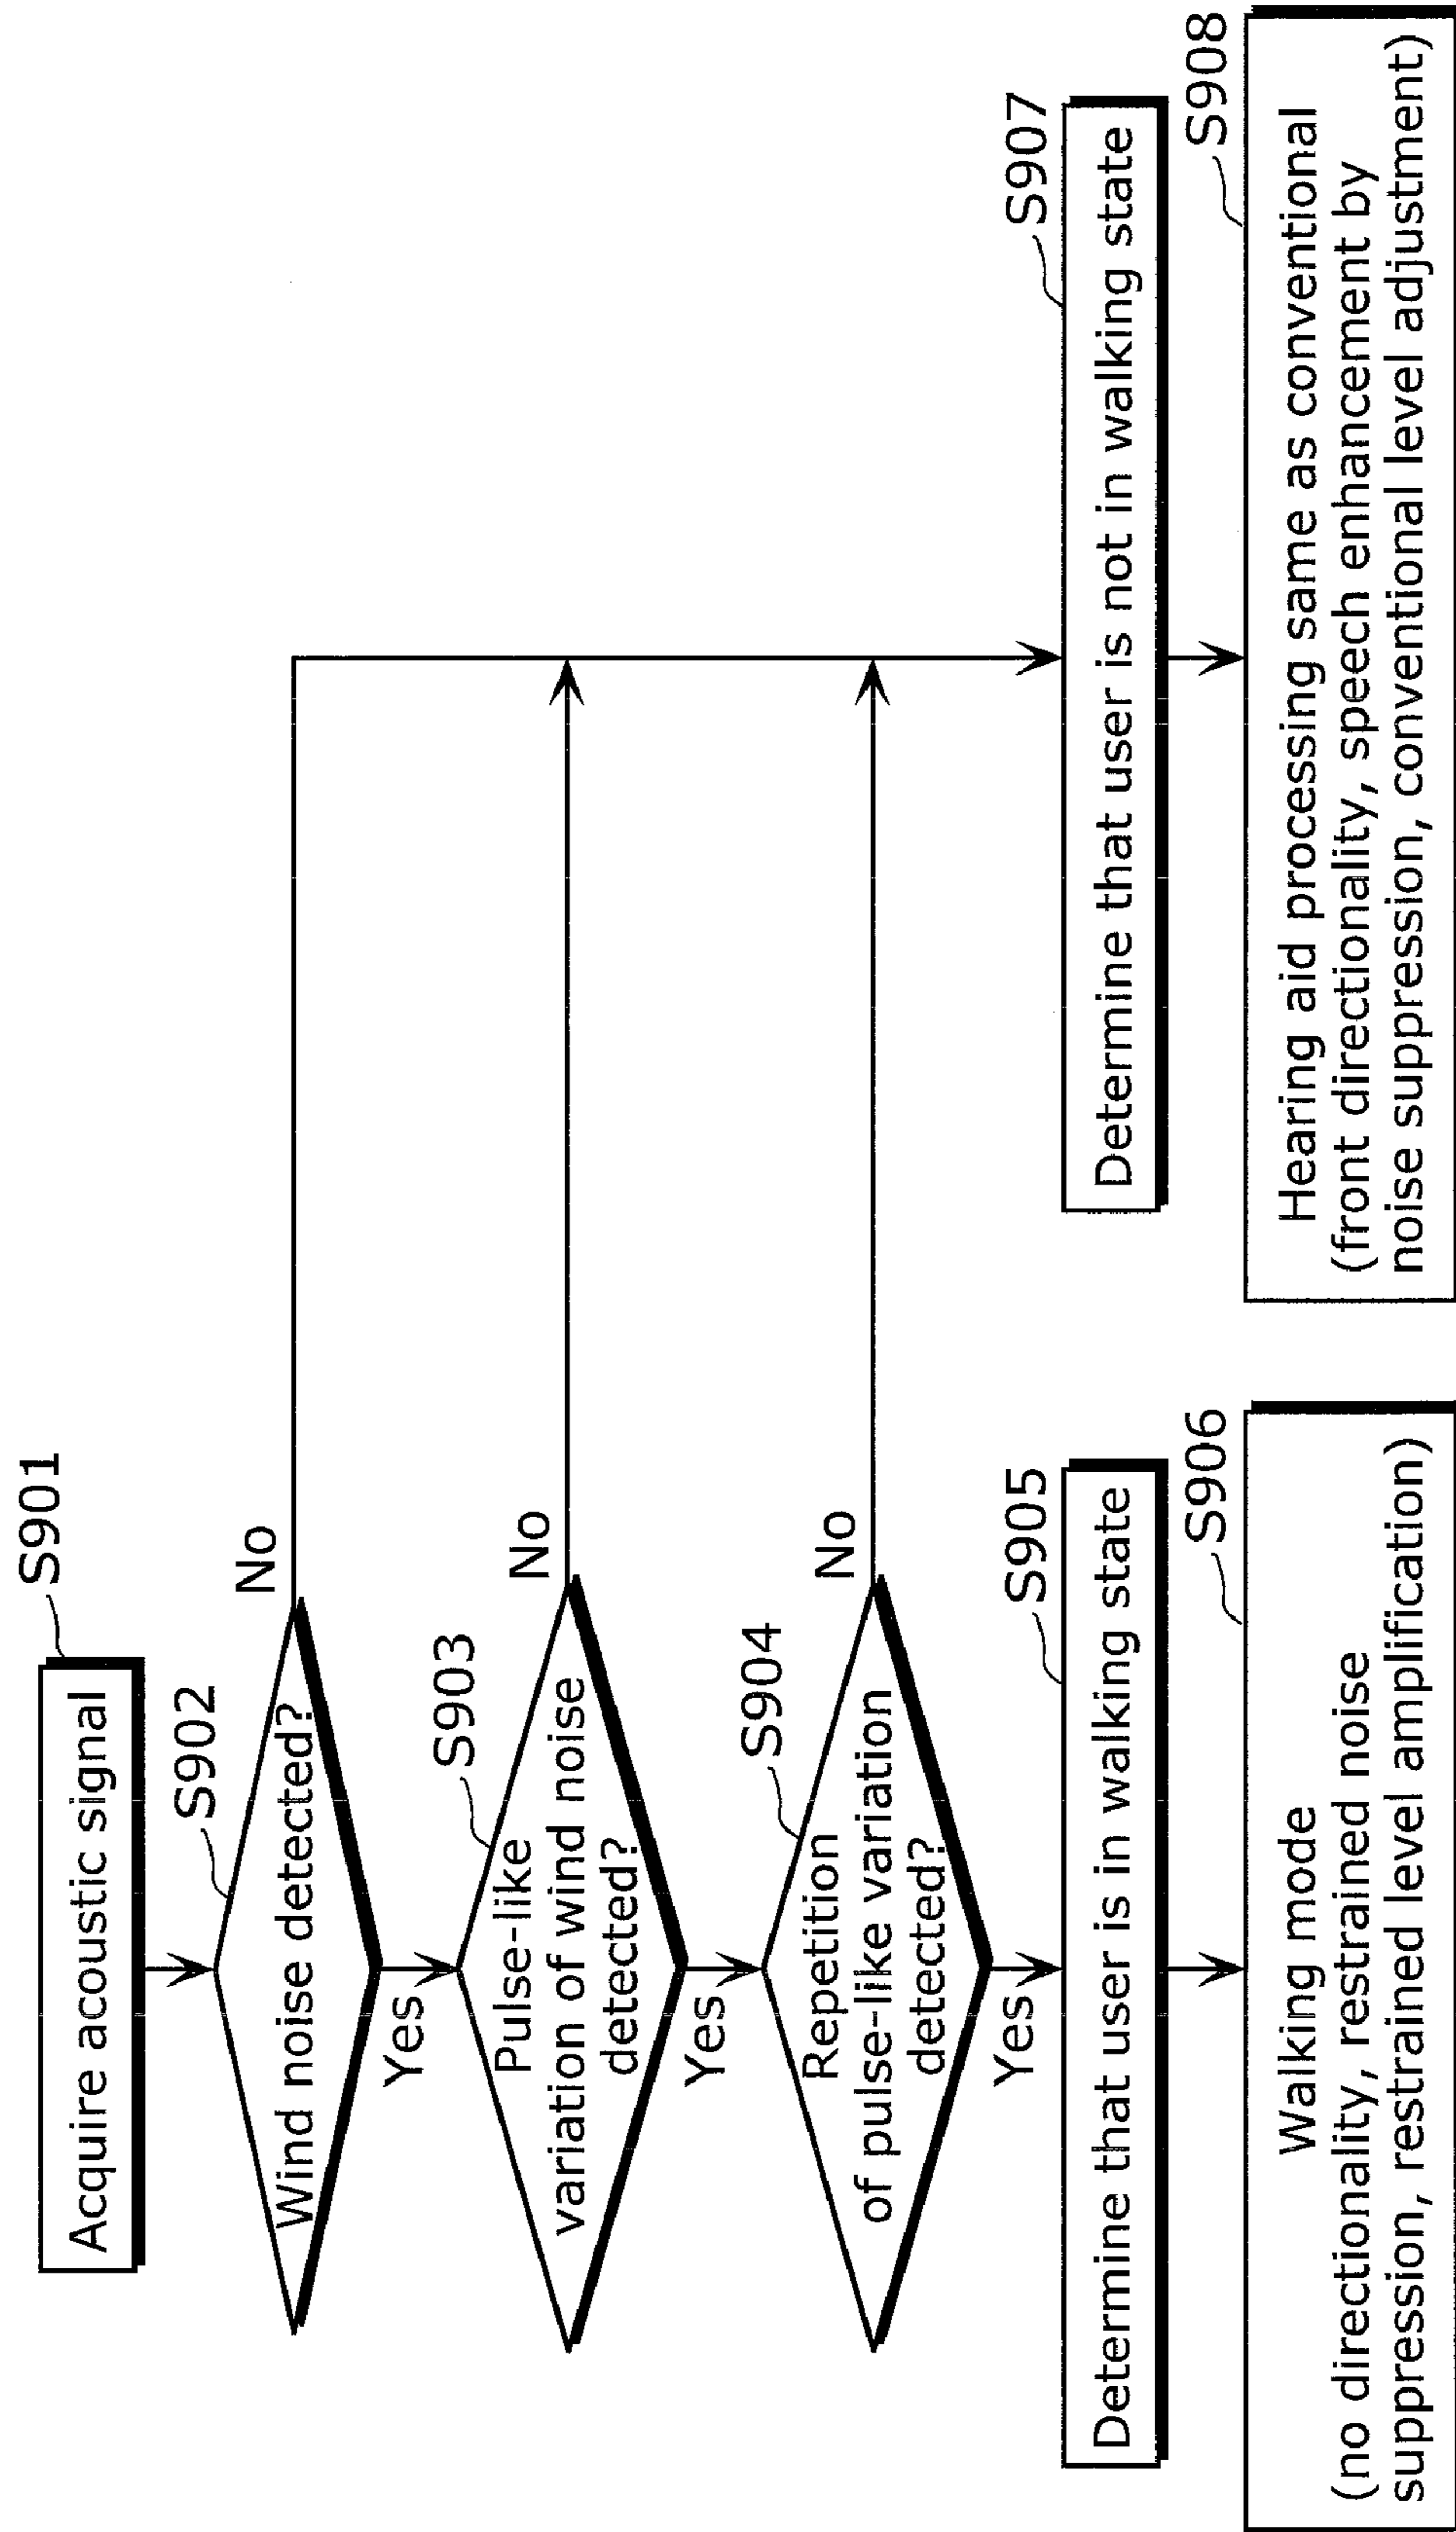 S901
Acquire acoustic signal
S902
Wind noise detected?
No
Yes
S903
Pulse-like
variation of wind noise
detected?
No
Yes
S904
Repetition
of pulse-like variation
detected?
No
Yes
S905
Determine that user is in walking state
S907
Determine that user is not in walking state
S906
Walking mode
(no directionality, restrained noise
suppression, restrained level amplification)
S908
Hearing aid processing same as conventional
(front directionality, speech enhancement by
noise suppression, conventional level adjustment)